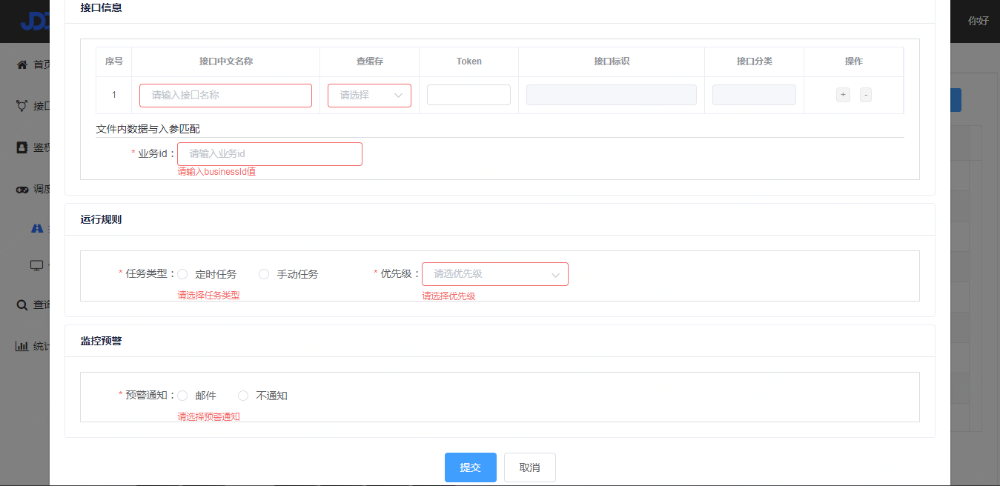 接口信息
你好
序号 接口中文名称 查缓存 Token 接口标识 接口分类 操作
首页
1 请输入接口名称 请选择 + -
接口
文件内数据与入参匹配
鉴权
* 业务id： 请输入业务id
请输入businessId值
调度
运行规则
* 任务类型： 定时任务 手动任务 * 优先级： 请选优先级
请选择任务类型 请选择优先级
查询
监控预警
统计
* 预警通知： 邮件 不通知
请选择预警通知
提交 取消